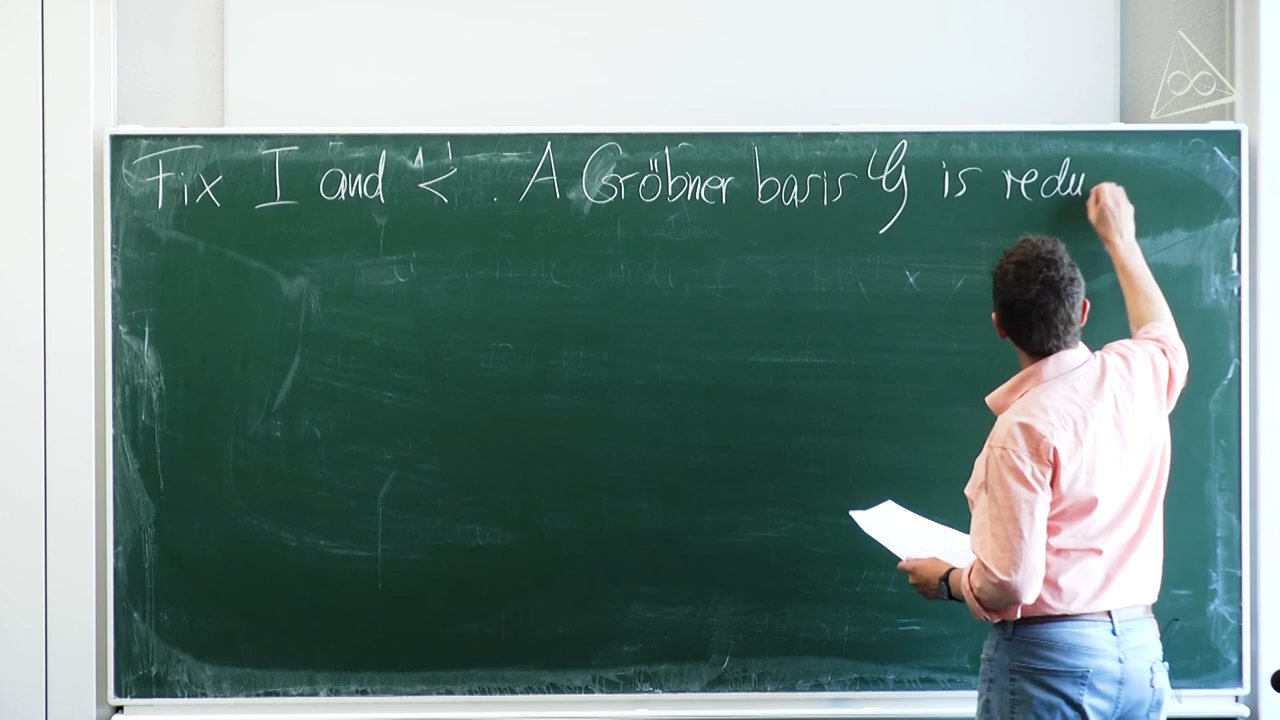 Fix I and <. A Gröbner basis 𝒢 is redu